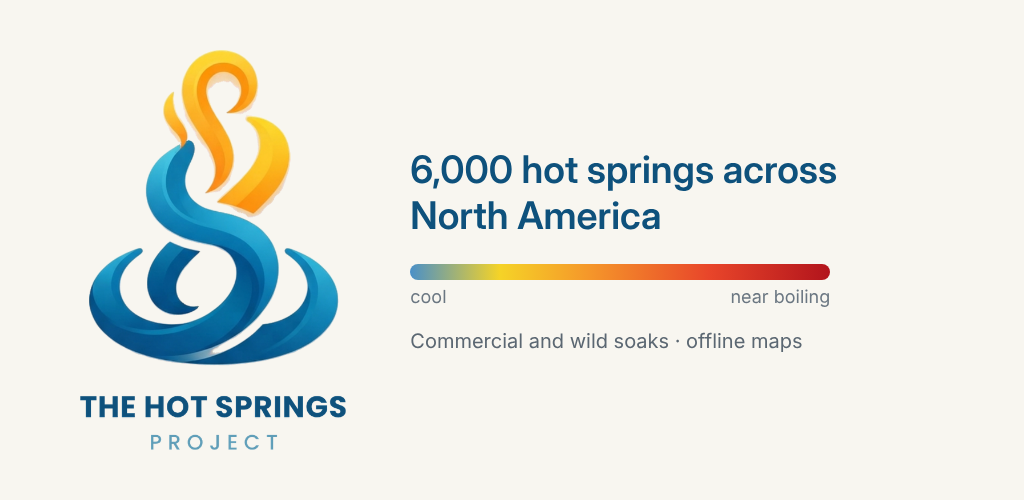 6,000 hot springs across
North America
cool
near boiling
Commercial and wild soaks · offline maps
THE HOT SPRINGS
PROJECT